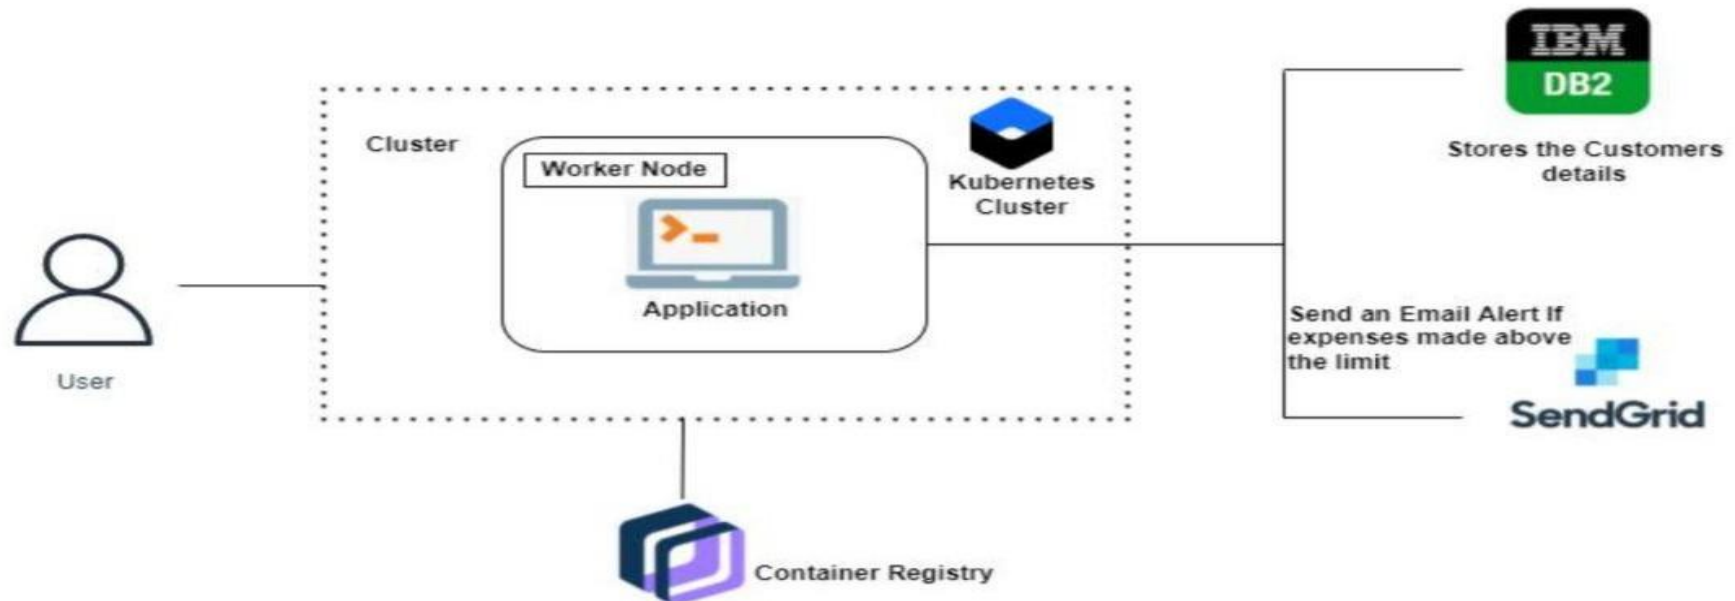 IBM
DB2
Stores the Customers
details
Cluster
Worker Node
Kubernetes
Cluster
Application
User
Send an Email Alert If
expenses made above
the limit
SendGrid
Container Registry